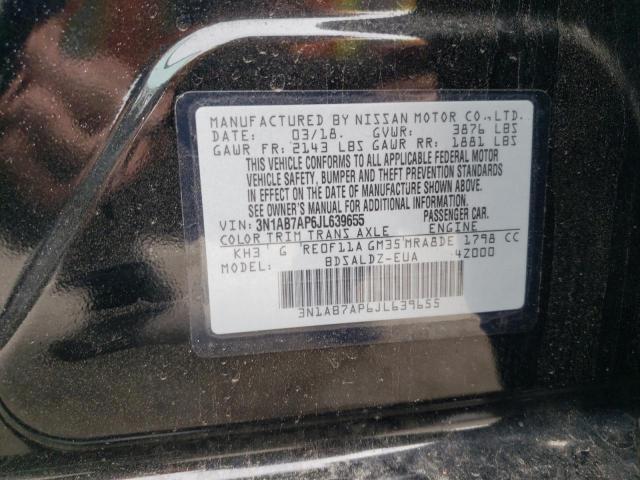 MANUFACTURED BY NISSAN MOTOR CO.,LTD.
DATE: 03/18. GVWR: 3876 LBS
GAWR FR: 2143 LBS GAWR RR: 1881 LBS
THIS VEHICLE CONFORMS TO ALL APPLICABLE FEDERAL MOTOR
VEHICLE SAFETY, BUMPER AND THEFT PREVENTION STANDARDS
IN EFFECT ON THE DATE OF MANUFACTURE SHOWN ABOVE.
SEE OWNER'S MANUAL FOR ADDITIONAL INFORMATION.
VIN: 3N1AB7AP6JL639655 PASSENGER CAR.
COLOR TRIM TRANS AXLE ENGINE
KH3 G RE0F11A GM35 MRA8DE 1798 CC
MODEL: BDSALDZ-EUA 4Z000
3N1AB7AP6JL639655